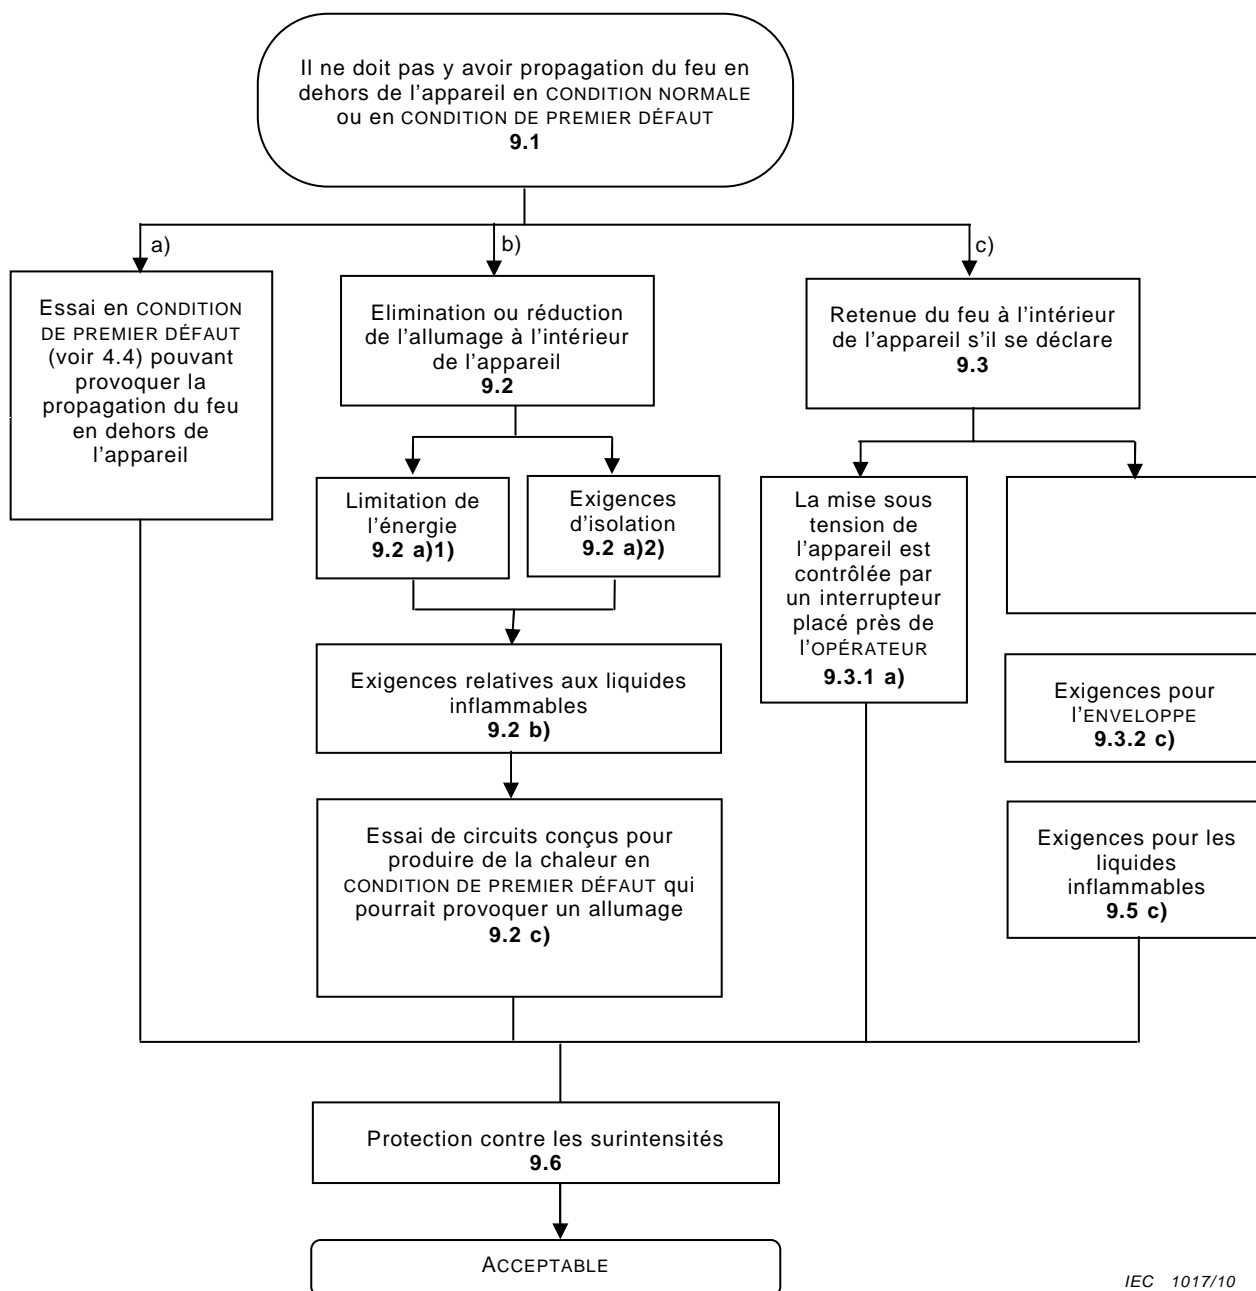 Il ne doit pas y avoir propagation du feu en
dehors de l'appareil en CONDITION NORMALE
ou en CONDITION DE PREMIER DÉFAUT
9.1
a)
b)
c)
Essai en CONDITION
DE PREMIER DÉFAUT
(voir 4.4) pouvant
provoquer la
propagation du feu
en dehors de
l'appareil
Elimination ou réduction
de l'allumage à l'intérieur
de l'appareil
9.2
Retenue du feu à l'intérieur
de l'appareil s'il se déclare
9.3
Limitation de
l'énergie
9.2 a)1)
Exigences
d'isolation
9.2 a)2)
La mise sous
tension de
l'appareil est
contrôlée par
un interrupteur
placé près de
l'OPÉRATEUR
9.3.1 a)
Exigences relatives aux liquides
inflammables
9.2 b)
Exigences pour
l'ENVELOPPE
9.3.2 c)
Essai de circuits conçus pour
produire de la chaleur en
CONDITION DE PREMIER DÉFAUT qui
pourrait provoquer un allumage
9.2 c)
Exigences pour les
liquides
inflammables
9.5 c)
Protection contre les surintensités
9.6
ACCEPTABLE
IEC 1017/10